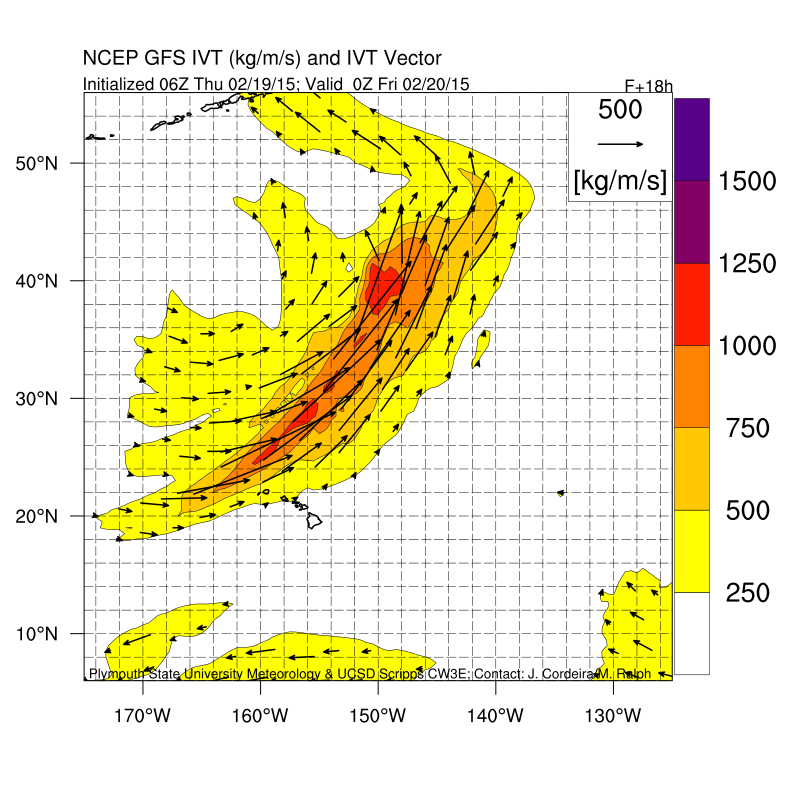 NCEP GFS IVT (kg/m/s) and IVT Vector
Initialized 06Z Thu 02/19/15; Valid 0Z Fri 02/20/15
F+18h
500
[kg/m/s]
50°N
40°N
30°N
20°N
10°N
1500
1250
1000
750
500
250
Plymouth State University Meteorology & UCSD Scripps CW3E; Contact: J. Cordeira/M. Ralph
170°W
160°W
150°W
140°W
130°W